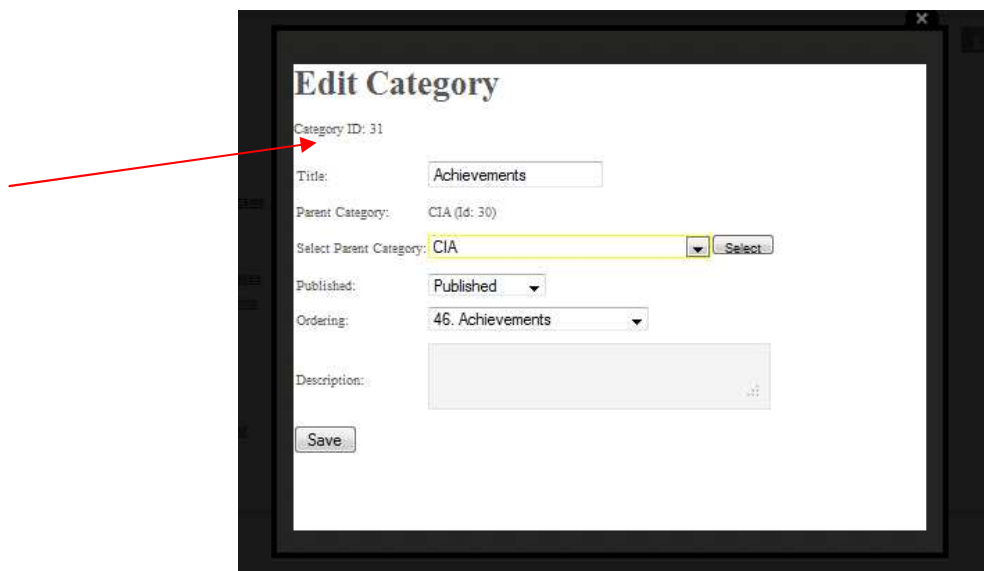 Edit Category
Category ID: 31
Title: Achievements
Parent Category: CIA (Id: 30)
Select Parent Category: CIA Select
Published: Published
Ordering: 46. Achievements
Description:
Save